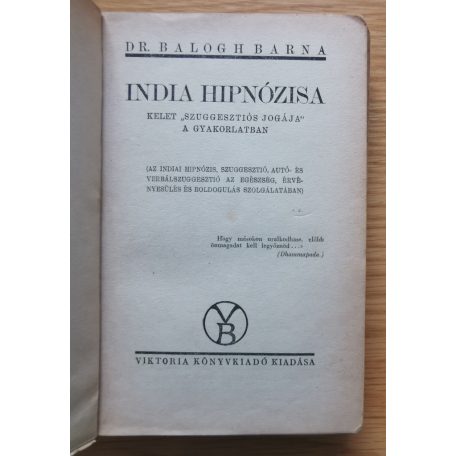 DR. BALOGH BARNA
INDIA HIPNÓZISA
KELET „SZUGGESZTIÓS JOGÁJA"
A GYAKORLATBAN
(AZ INDIAI HIPNÓZIS, SZUGGESZTIÓ, AUTÓ- ÉS
VERBÁLSZUGGESZTIÓ AZ EGÉSZSÉG, ÉRVÉ-
NYESÜLÉS ÉS BOLDOGULÁS SZOLGÁLATÁBAN)
Hogy másokon uralkodhass, előbb
önmagadat kell legyőznöd . . .
(Dhammapada.)
VB
VIKTORIA KÖNYVKIADÓ KIADÁSA